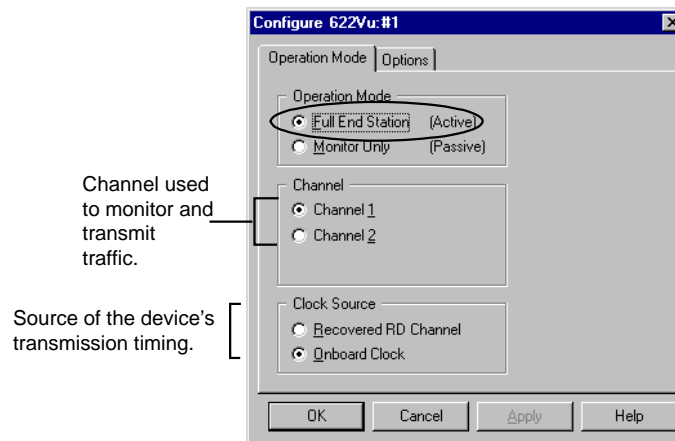 Configure 622Vu:#1
Operation Mode
Options
Operation Mode
Full End Station (Active)
Monitor Only (Passive)
Channel used
to monitor and
transmit
traffic.
Channel
Channel 1
Channel 2
Source of the device's
transmission timing.
Clock Source
Recovered RD Channel
Onboard Clock
OK
Cancel
Apply
Help